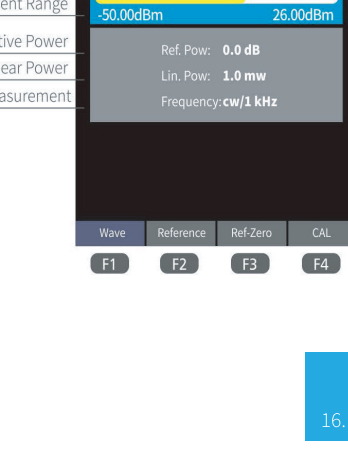 ent Range
-50.00dBm 26.00dBm
tive Power
Ref. Pow: 0.0 dB
ear Power
Lin. Pow: 1.0 mw
asurement
Frequency:cw/1 kHz
Wave Reference Ref-Zero CAL
F1 F2 F3 F4
16.